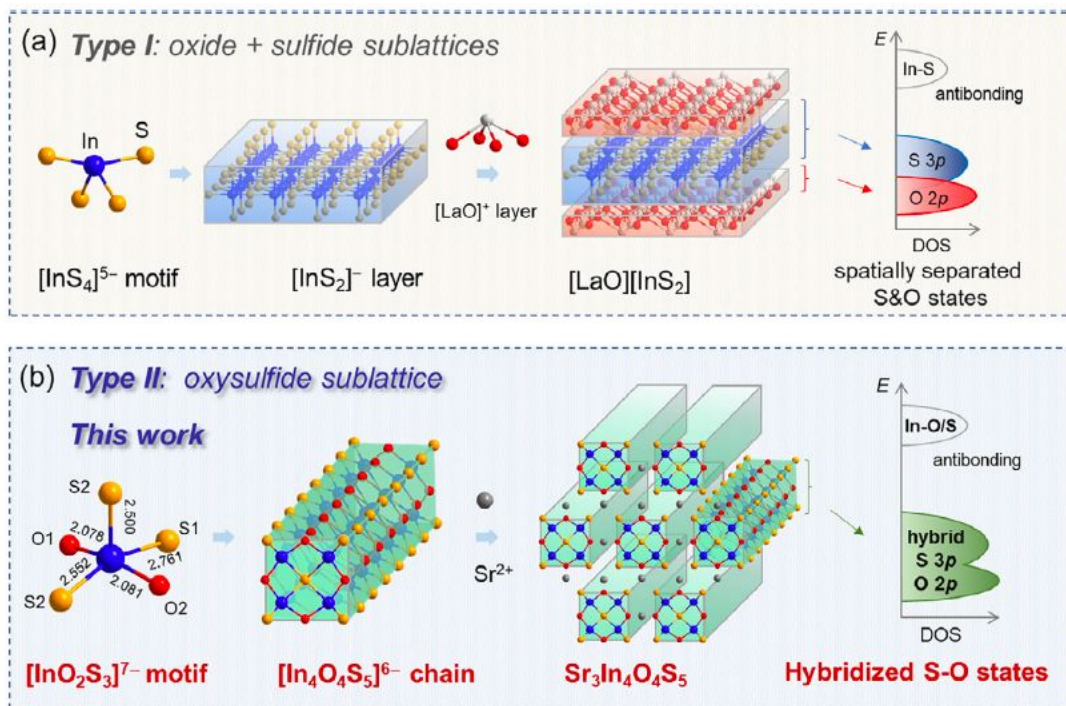 (a) Type I: oxide + sulfide sublattices
In
S
[InS₄]⁵⁻ motif
[InS₂]⁻ layer
[LaO]⁺ layer
[LaO][InS₂]
E
In-S
antibonding
S 3p
O 2p
DOS
spatially separated
S&O states
(b) Type II: oxysulfide sublattice
This work
S2
2.500
O1
2.078
S1
2.761
2.552
2.081
S2
O2
[InO₂S₃]⁷⁻ motif
[In₄O₄S₅]⁶⁻ chain
Sr²⁺
Sr₃In₄O₄S₅
E
In-O/S
antibonding
hybrid
S 3p
O 2p
DOS
Hybridized S-O states